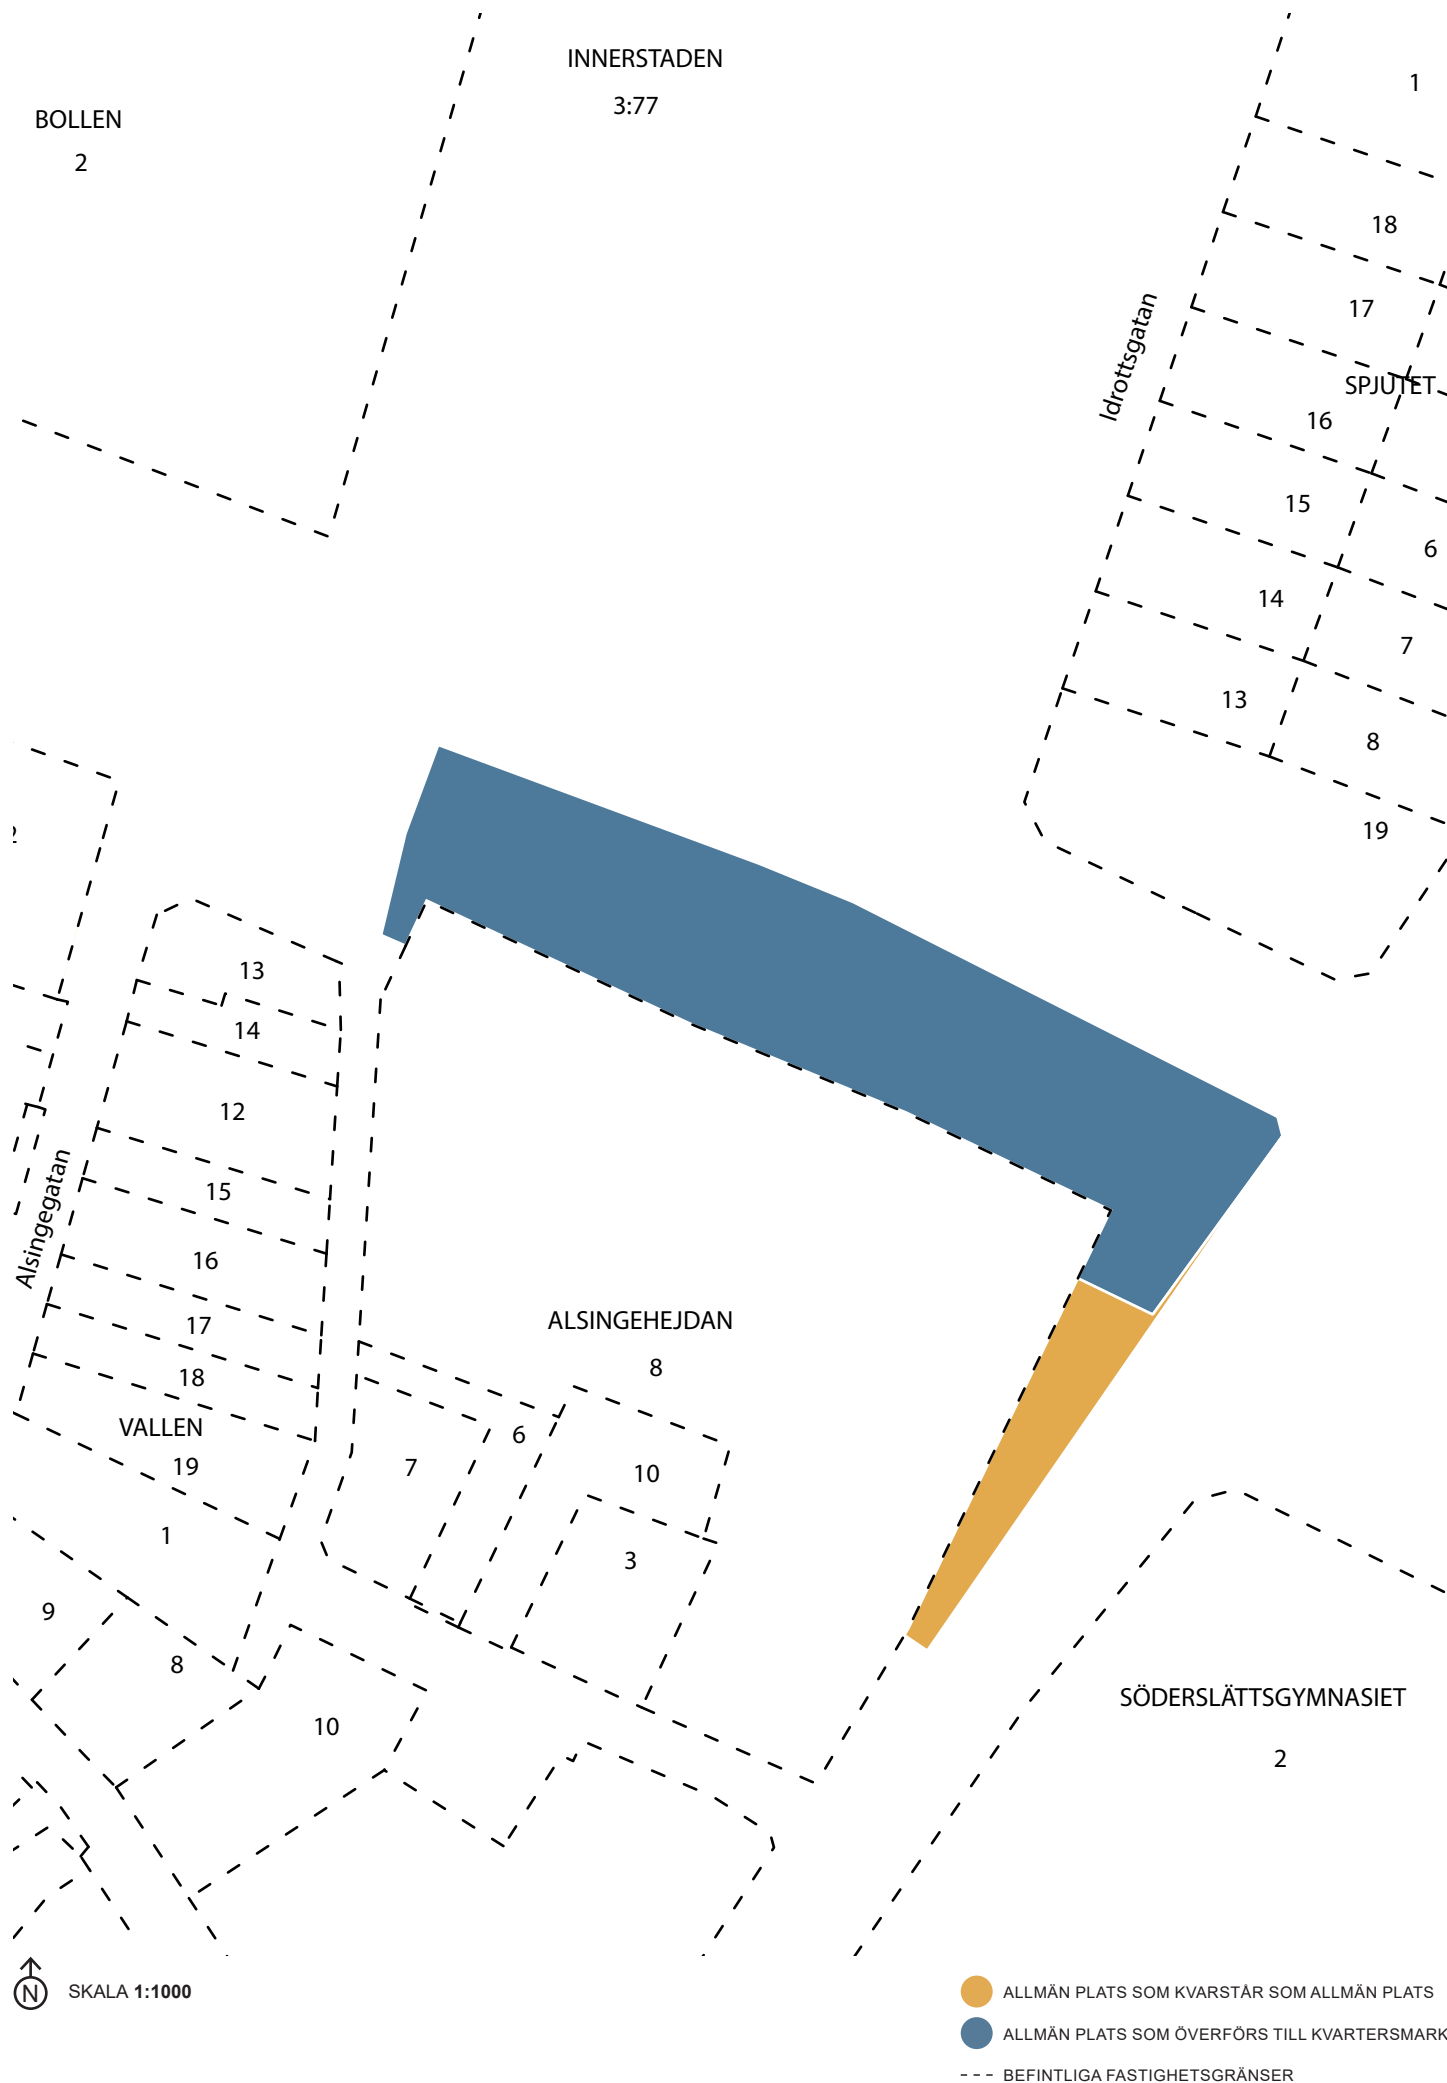 INNERSTADEN
3:77
BOLLEN
2
1
18
17
SPJUTET
16
15
6
14
7
13
8
19
Idrottsgatan
2
13
14
12
15
16
17
18
VALLEN
19
1
Alsingegatan
ALSINGEHEJDAN
8
6
7
10
3
9
8
10
SÖDERSLÄTTSGYMNASIET
2
N
SKALA 1:1000
ALLMÄN PLATS SOM KVARSTÅR SOM ALLMÄN PLATS
ALLMÄN PLATS SOM ÖVERFÖRS TILL KVARTERSMARK
BEFINTLIGA FASTIGHETSGRÄNSER